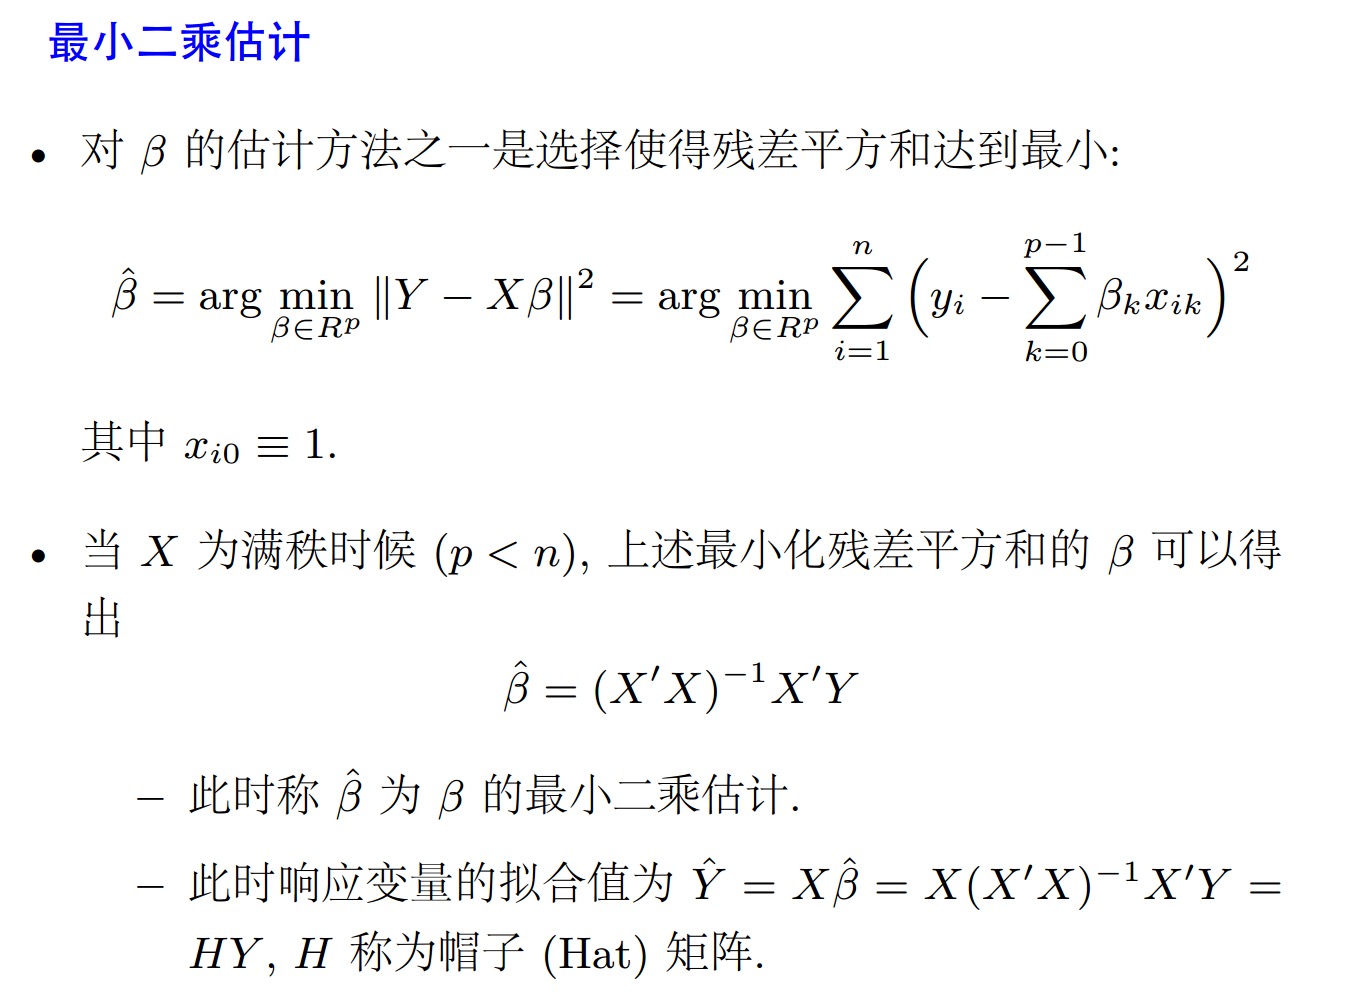 最小二乘估计
• 对 β 的估计方法之一是选择使得残差平方和达到最小:
$\hat{\beta} = \arg\min_{\beta \in R^p} \|Y - X\beta\|^2 = \arg\min_{\beta \in R^p} \sum_{i=1}^{n} \left( y_i - \sum_{k=0}^{p-1} \beta_k x_{ik} \right)^2$
其中 $x_{i0} \equiv 1$.
• 当 X 为满秩时候 (p < n), 上述最小化残差平方和的 β 可以得
出
$\hat{\beta} = (X'X)^{-1}X'Y$
– 此时称 $\hat{\beta}$ 为 β 的最小二乘估计.
– 此时响应变量的拟合值为 $\hat{Y} = X\hat{\beta} = X(X'X)^{-1}X'Y =$
$HY$, H 称为帽子 (Hat) 矩阵.